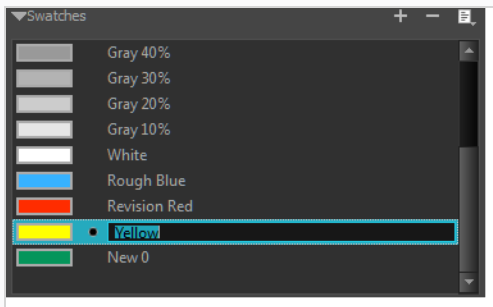 Swatches
Gray 40%
Gray 30%
Gray 20%
Gray 10%
White
Rough Blue
Revision Red
Yellow
New 0